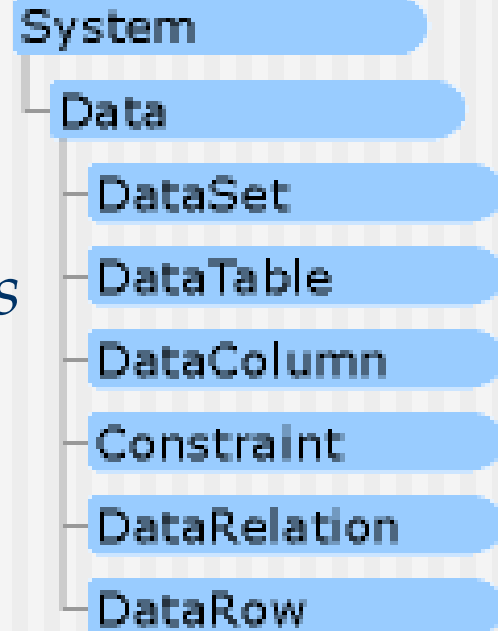 System
Data
DataSet
DataTable
s
DataColumn
Constraint
DataRelation
DataRow